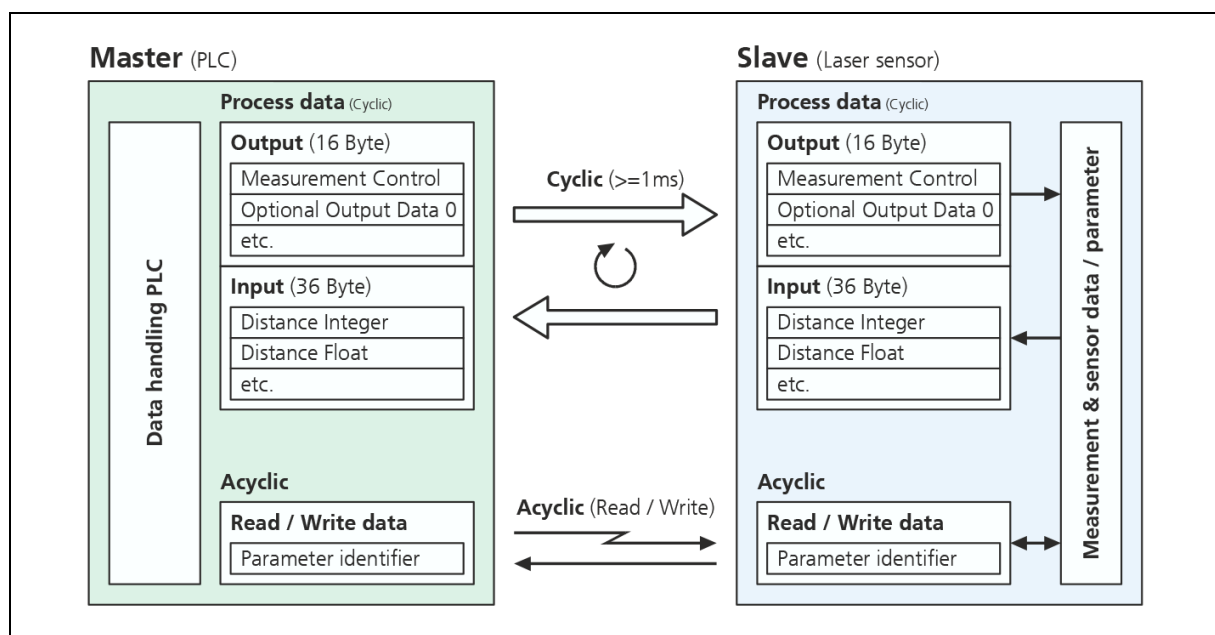 Master (PLC)
Process data (Cyclic)
Output (16 Byte)
Measurement Control
Optional Output Data 0
etc.
Input (36 Byte)
Distance Integer
Distance Float
etc.
Data handling PLC
Acyclic
Read / Write data
Parameter identifier
Cyclic (>=1ms)
Acyclic (Read / Write)
Slave (Laser sensor)
Process data (Cyclic)
Output (16 Byte)
Measurement Control
Optional Output Data 0
etc.
Input (36 Byte)
Distance Integer
Distance Float
etc.
Acyclic
Read / Write data
Parameter identifier
Measurement & sensor data / parameter